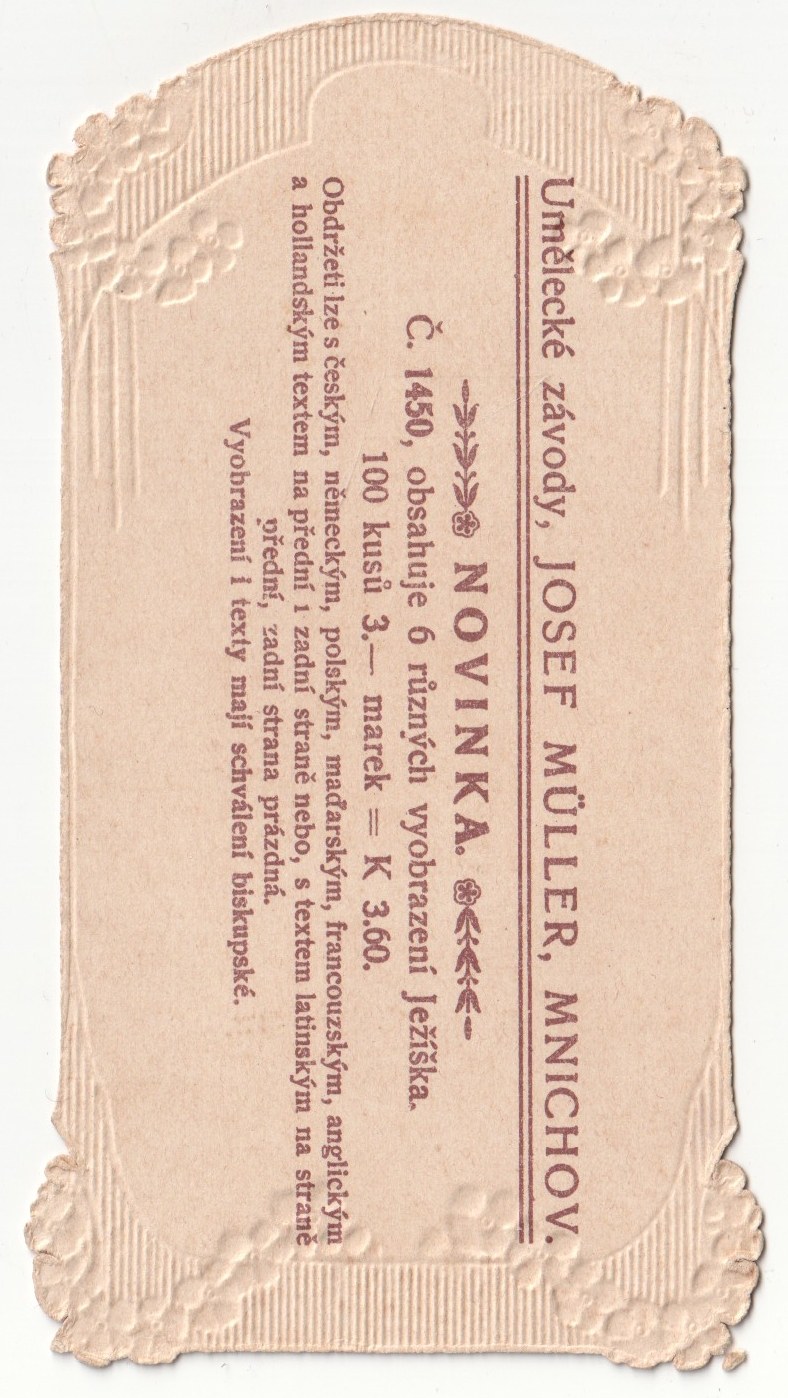 Umělecké závody, JOSEF MÜLLER, MNICHOV.
NOVINKA.
Č. 1450, obsahuje 6 různých vyobrazení Ježíška.
100 kusů 3.— marek = K 3.60.
Obdržeti lze s českým, německým, polským, maďarským, francouzským, anglickým
a hollandským textem na přední i zadní straně nebo, s textem latinským na straně
přední, zadní strana prázdná.
Vyobrazení i texty mají schválení biskupské.